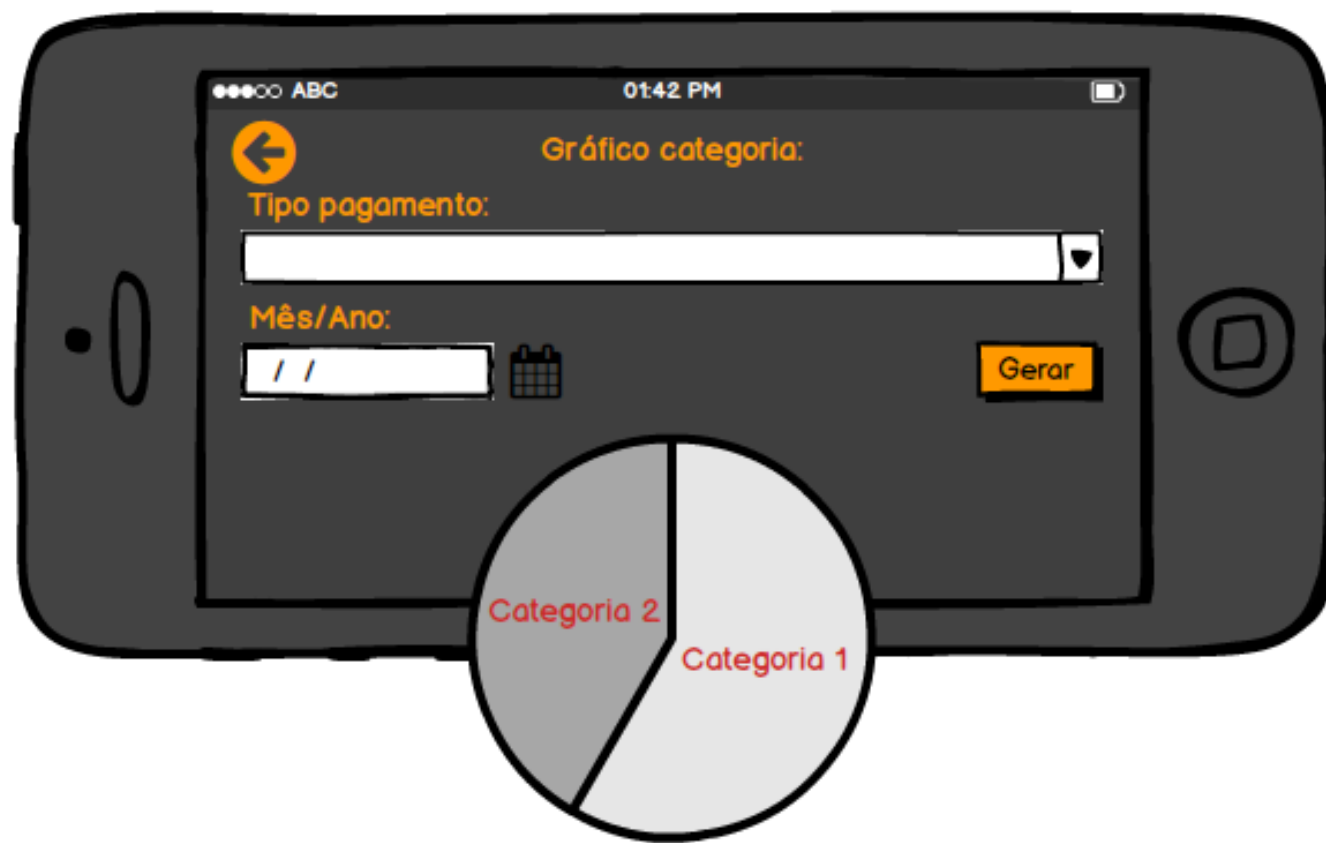 ABC 01:42 PM
Gráfico categoria:
Tipo pagamento:
Mês/Ano:
/ / Gerar
Categoria 2
Categoria 1